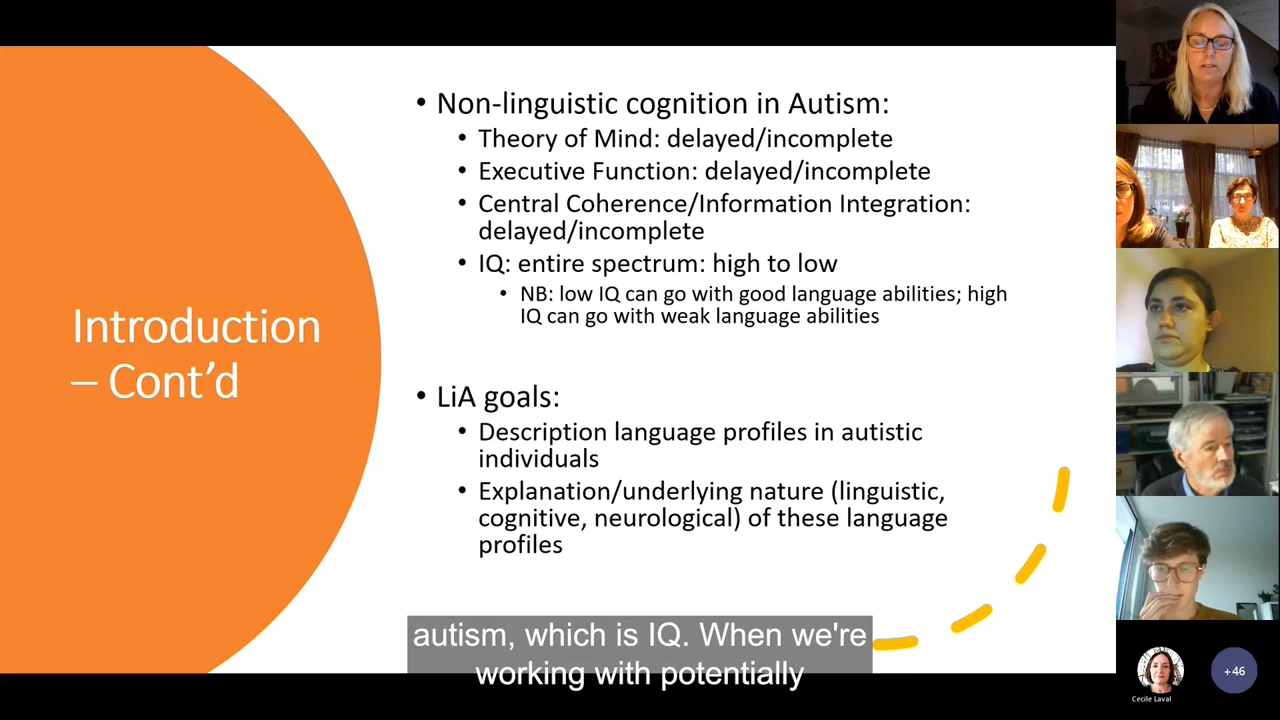 Introduction
– Cont’d
• Non-linguistic cognition in Autism:
• Theory of Mind: delayed/incomplete
• Executive Function: delayed/incomplete
• Central Coherence/Information Integration:
delayed/incomplete
• IQ: entire spectrum: high to low
• NB: low IQ can go with good language abilities; high
IQ can go with weak language abilities
• LiA goals:
• Description language profiles in autistic
individuals
• Explanation/underlying nature (linguistic,
cognitive, neurological) of these language
profiles
autism, which is IQ. When we're
working with potentially
Cecile Laval
+46